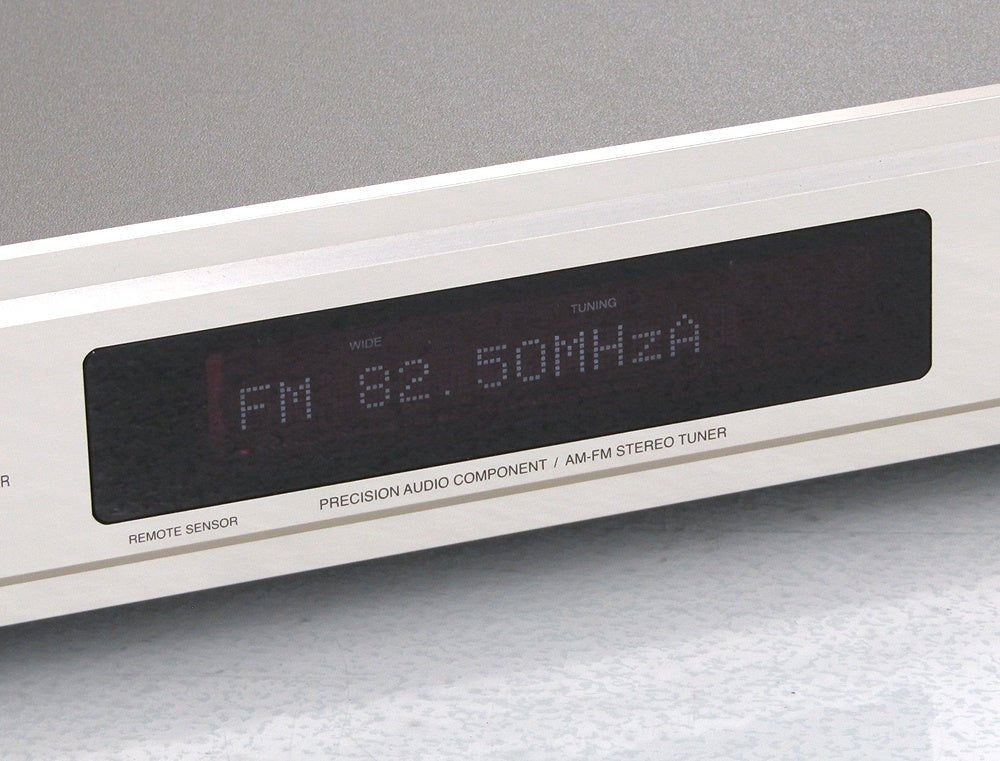 WIDE TUNING
FM 82.50MHzA
R
REMOTE SENSOR
PRECISION AUDIO COMPONENT / AM-FM STEREO TUNER